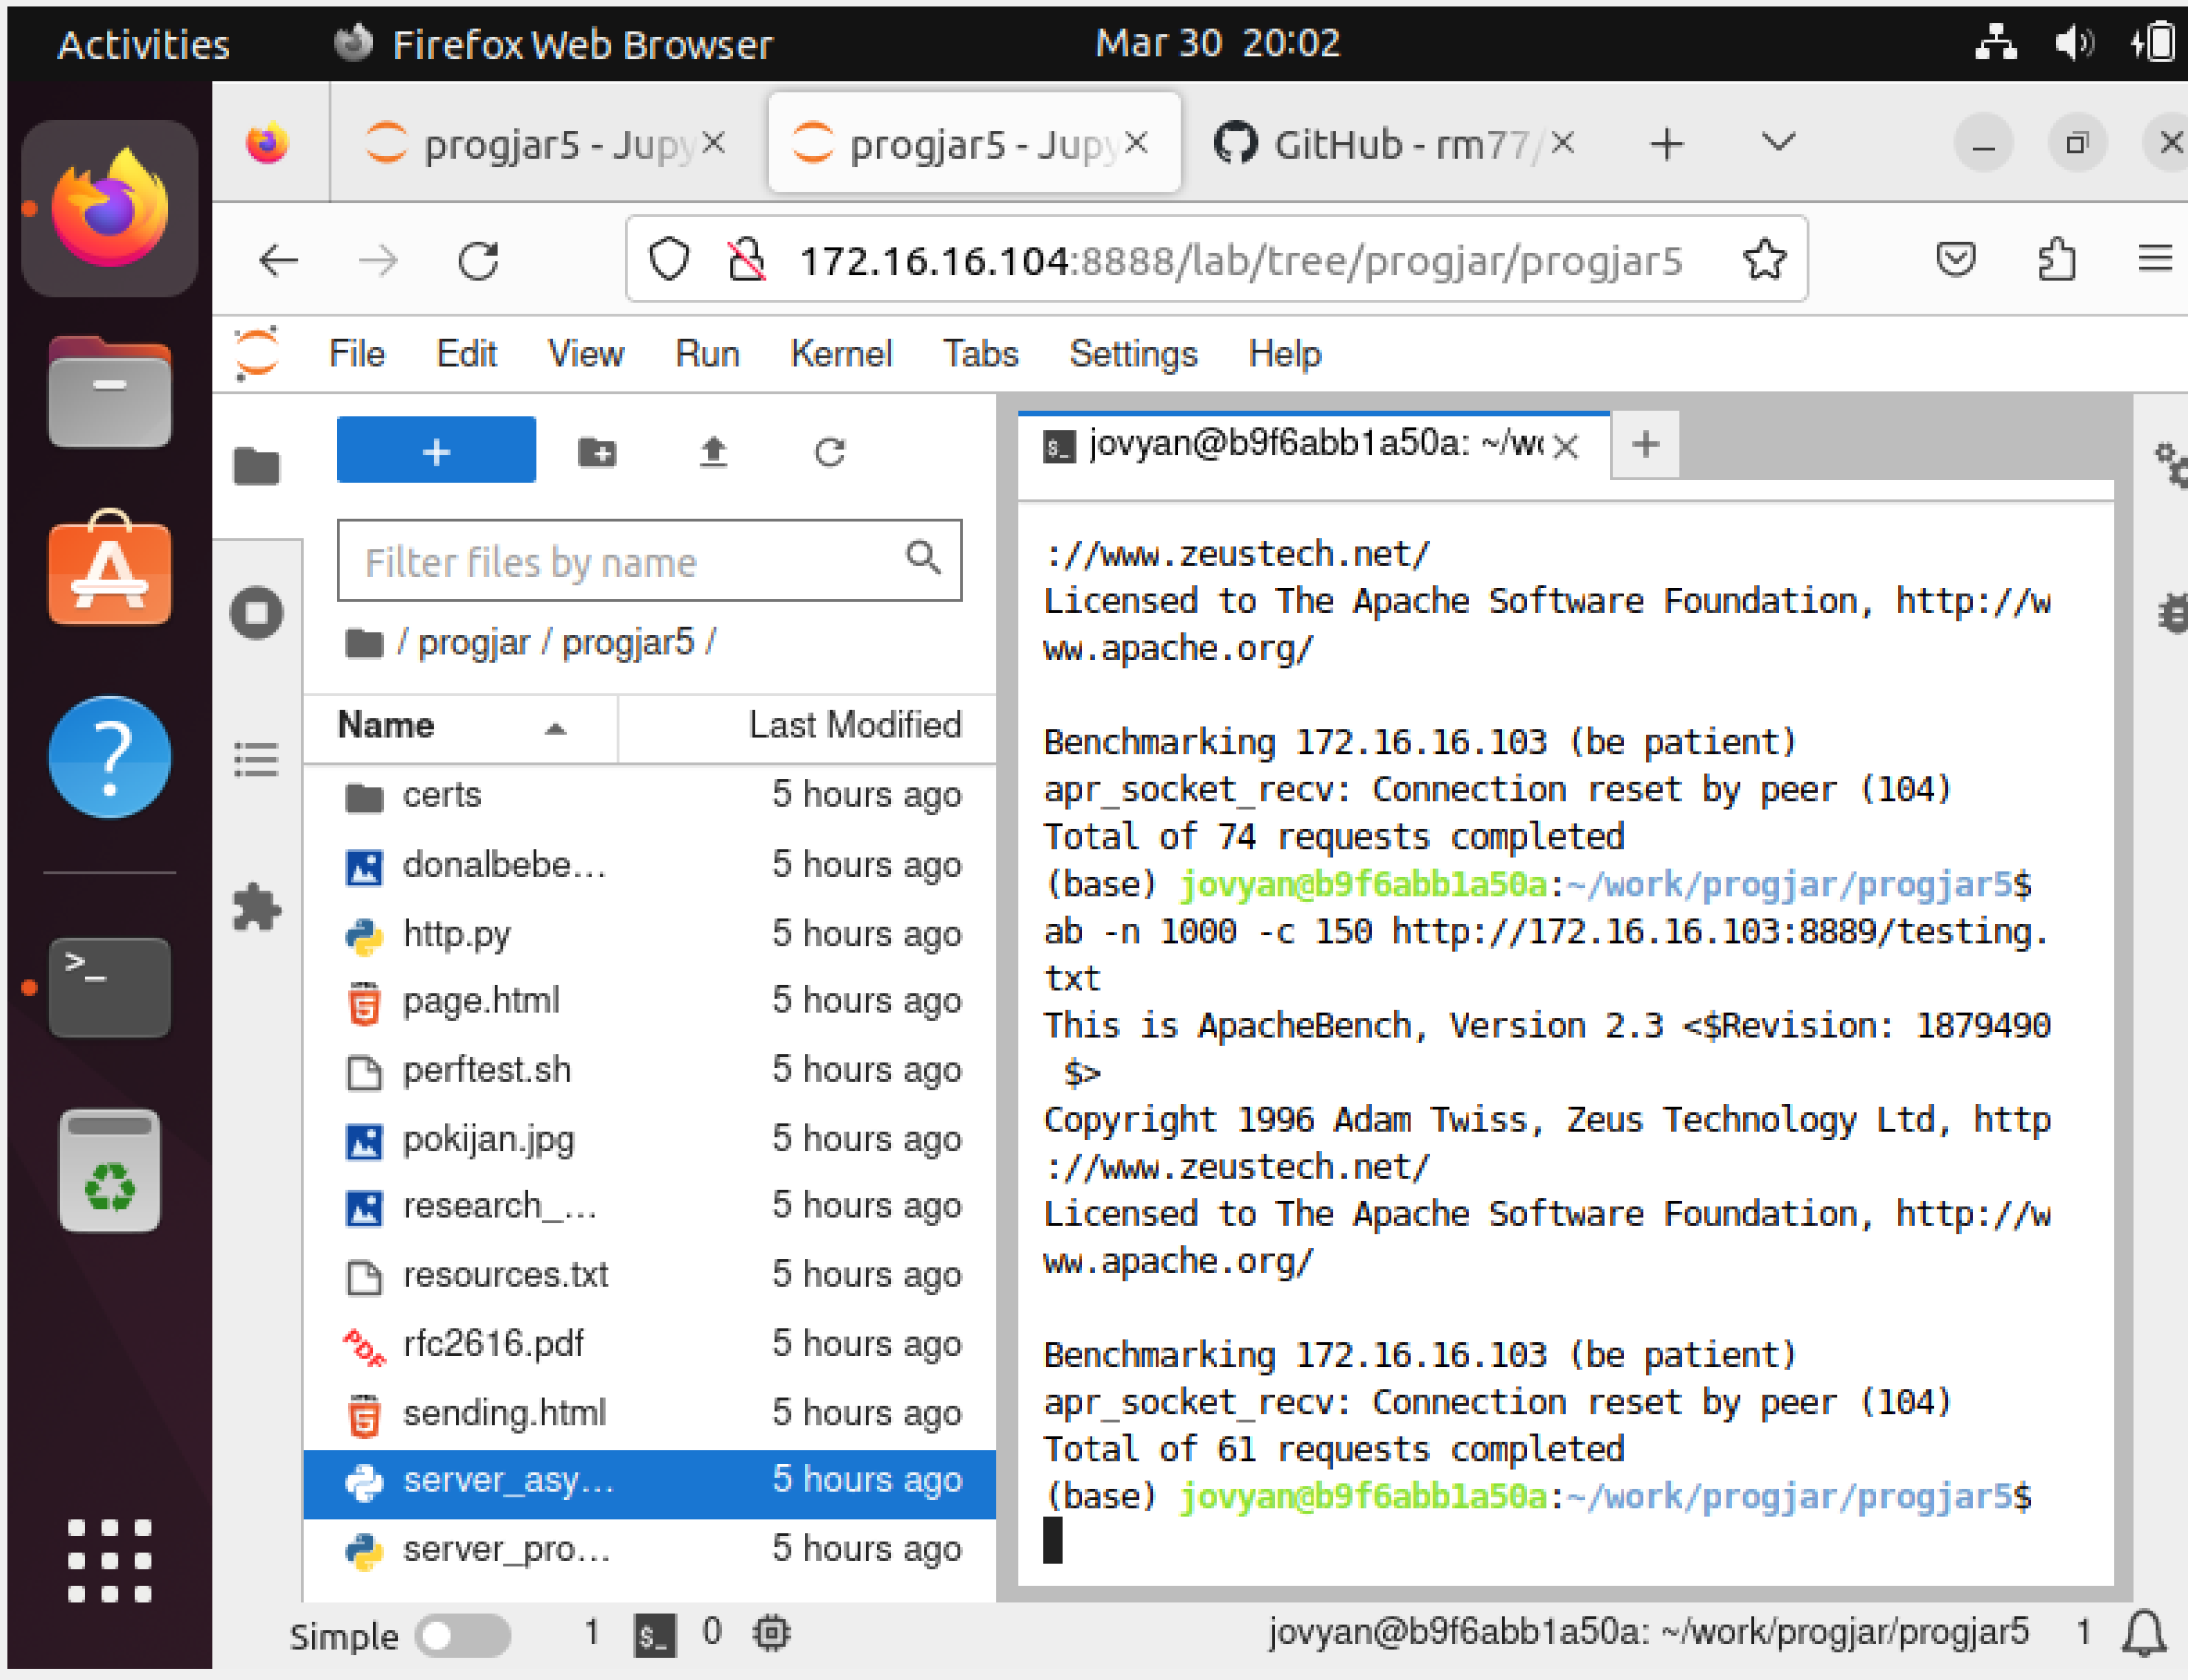 Activities Firefox Web Browser Mar 30 20:02
progjar5 - Jupy progjar5 - Jupy GitHub - rm77/
172.16.16.104:8888/lab/tree/progjar/progjar5
File Edit View Run Kernel Tabs Settings Help
+
Filter files by name
/ progjar / progjar5 /
Name Last Modified
certs 5 hours ago
donalbebe... 5 hours ago
http.py 5 hours ago
page.html 5 hours ago
perftest.sh 5 hours ago
pokijan.jpg 5 hours ago
research_... 5 hours ago
resources.txt 5 hours ago
rfc2616.pdf 5 hours ago
sending.html 5 hours ago
server_asy... 5 hours ago
server_pro... 5 hours ago
jovyan@b9f6abb1a50a: ~/wo
://www.zeustech.net/
Licensed to The Apache Software Foundation, http://w
ww.apache.org/
Benchmarking 172.16.16.103 (be patient)
apr_socket_recv: Connection reset by peer (104)
Total of 74 requests completed
(base) jovyan@b9f6abb1a50a:~/work/progjar/progjar5$
ab -n 1000 -c 150 http://172.16.16.103:8889/testing.
txt
This is ApacheBench, Version 2.3 <$Revision: 1879490
$>
Copyright 1996 Adam Twiss, Zeus Technology Ltd, http
://www.zeustech.net/
Licensed to The Apache Software Foundation, http://w
ww.apache.org/
Benchmarking 172.16.16.103 (be patient)
apr_socket_recv: Connection reset by peer (104)
Total of 61 requests completed
(base) jovyan@b9f6abb1a50a:~/work/progjar/progjar5$
Simple 1 $_ 0 jovyan@b9f6abb1a50a: ~/work/progjar/progjar5 1